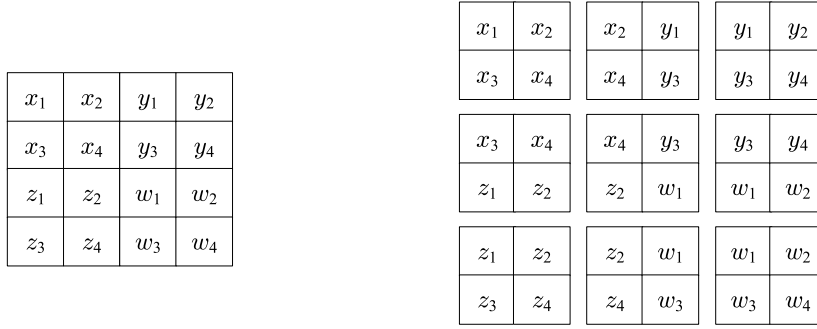 x₁ x₂ x₂ y₁ y₁ y₂
x₃ x₄ x₄ y₃ y₃ y₄
x₁ x₂ y₁ y₂
x₃ x₄ y₃ y₄
z₁ z₂ w₁ w₂
z₃ z₄ w₃ w₄
x₃ x₄ x₄ y₃ y₃ y₄
z₁ z₂ z₂ w₁ w₁ w₂
z₁ z₂ z₂ w₁ w₁ w₂
z₃ z₄ z₄ w₃ w₃ w₄